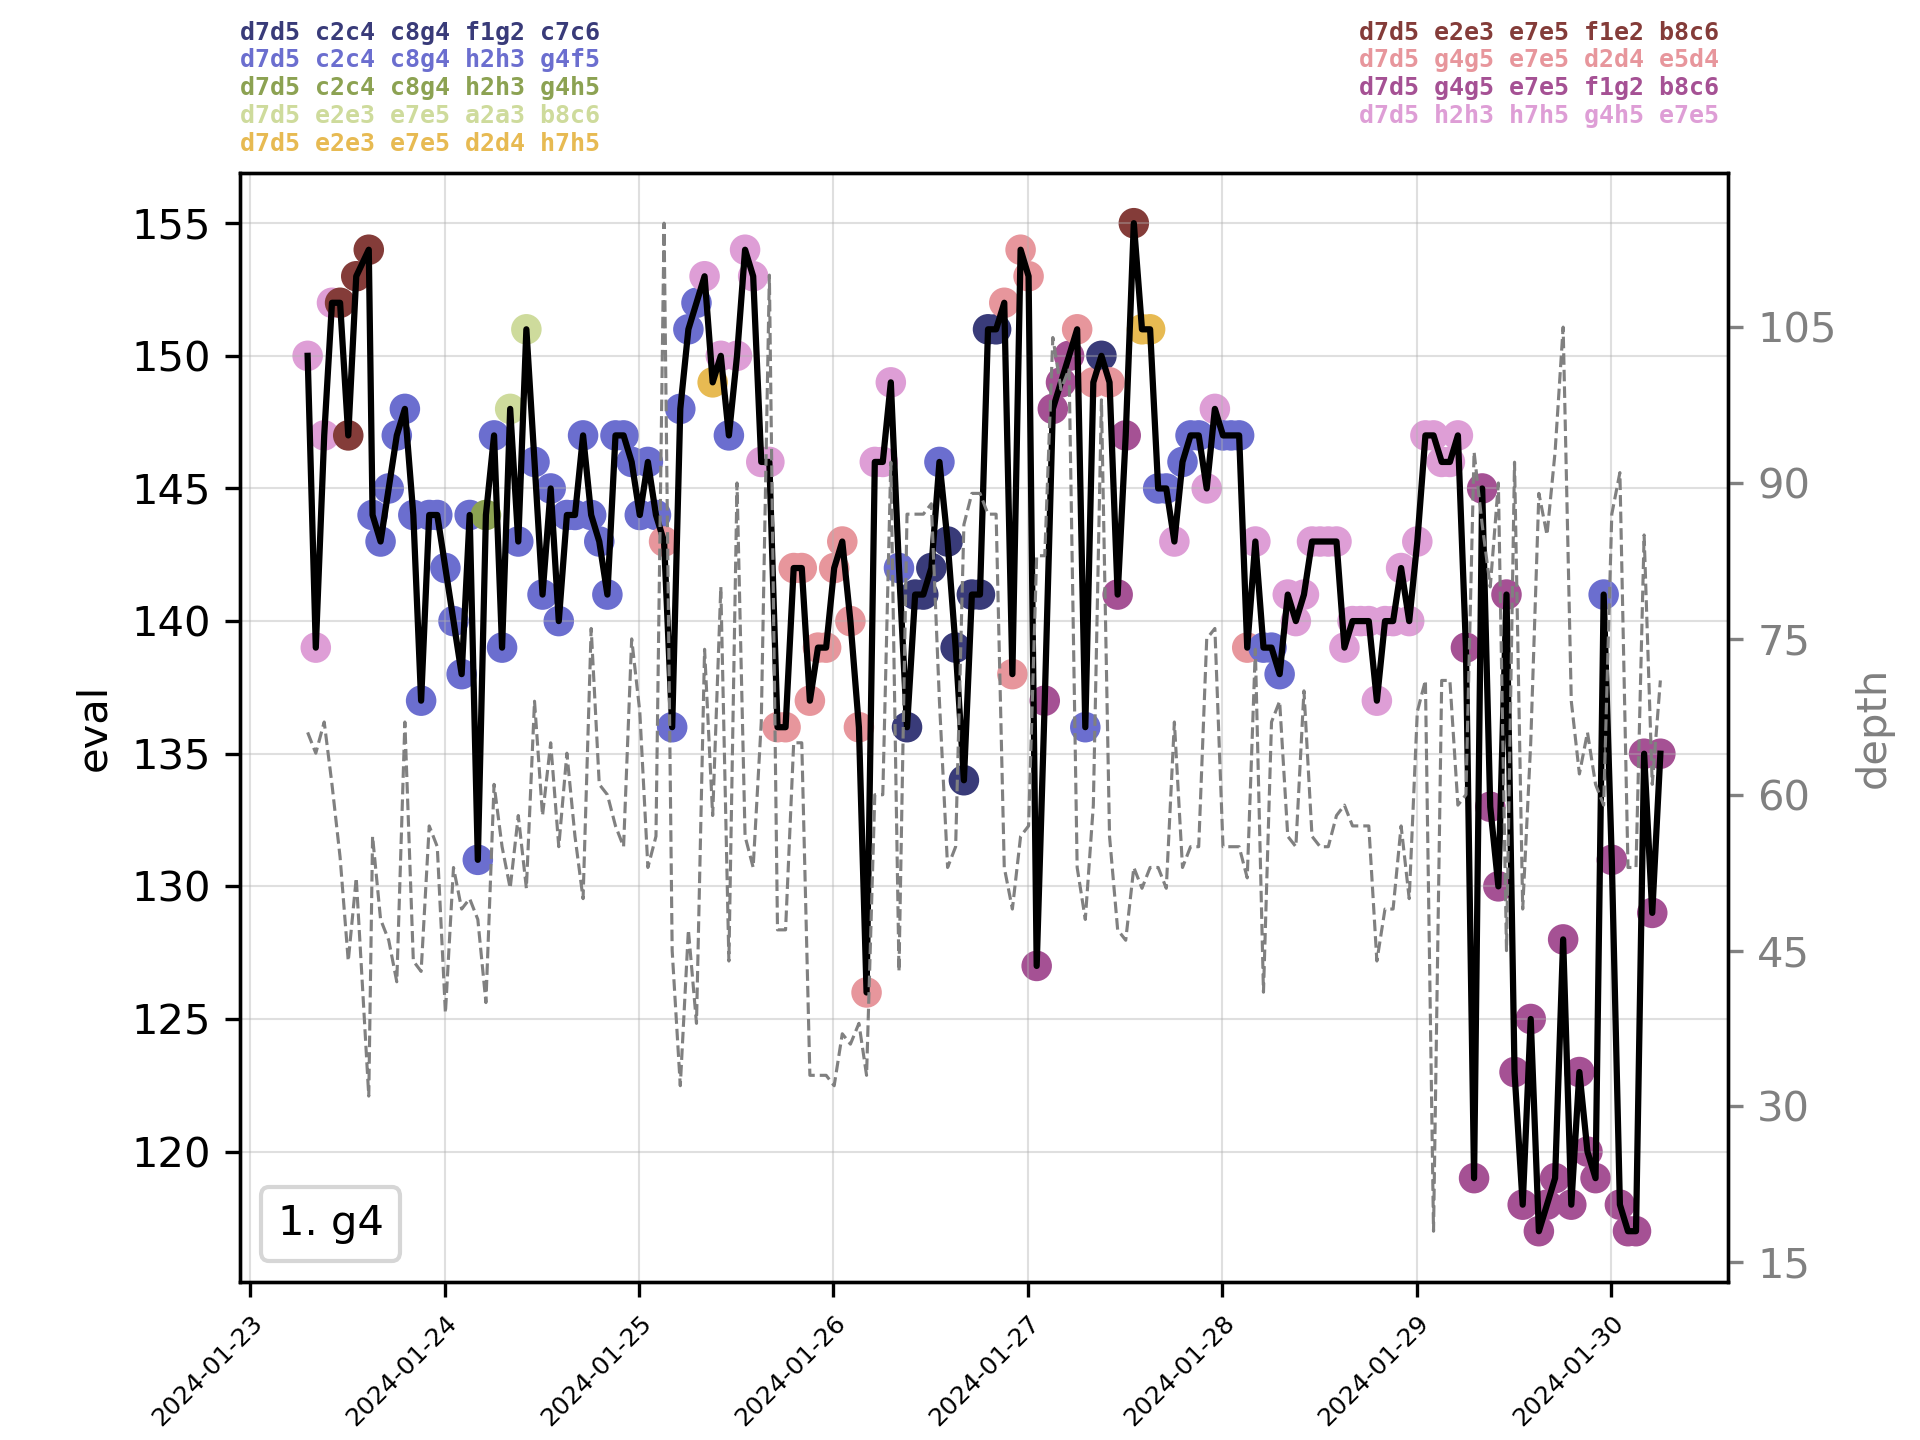 d7d5 c2c4 c8g4 f1g2 c7c6
d7d5 c2c4 c8g4 h2h3 g4f5
d7d5 c2c4 c8g4 h2h3 g4h5
d7d5 e2e3 e7e5 a2a3 b8c6
d7d5 e2e3 e7e5 d2d4 h7h5
d7d5 e2e3 e7e5 f1e2 b8c6
d7d5 g4g5 e7e5 d2d4 e5d4
d7d5 g4g5 e7e5 f1g2 b8c6
d7d5 h2h3 h7h5 g4h5 e7e5
155
150
145
140
135
130
125
120
eval
105
90
75
60
45
30
15
depth
1. g4
2024-01-23
2024-01-24
2024-01-25
2024-01-26
2024-01-27
2024-01-28
2024-01-29
2024-01-30